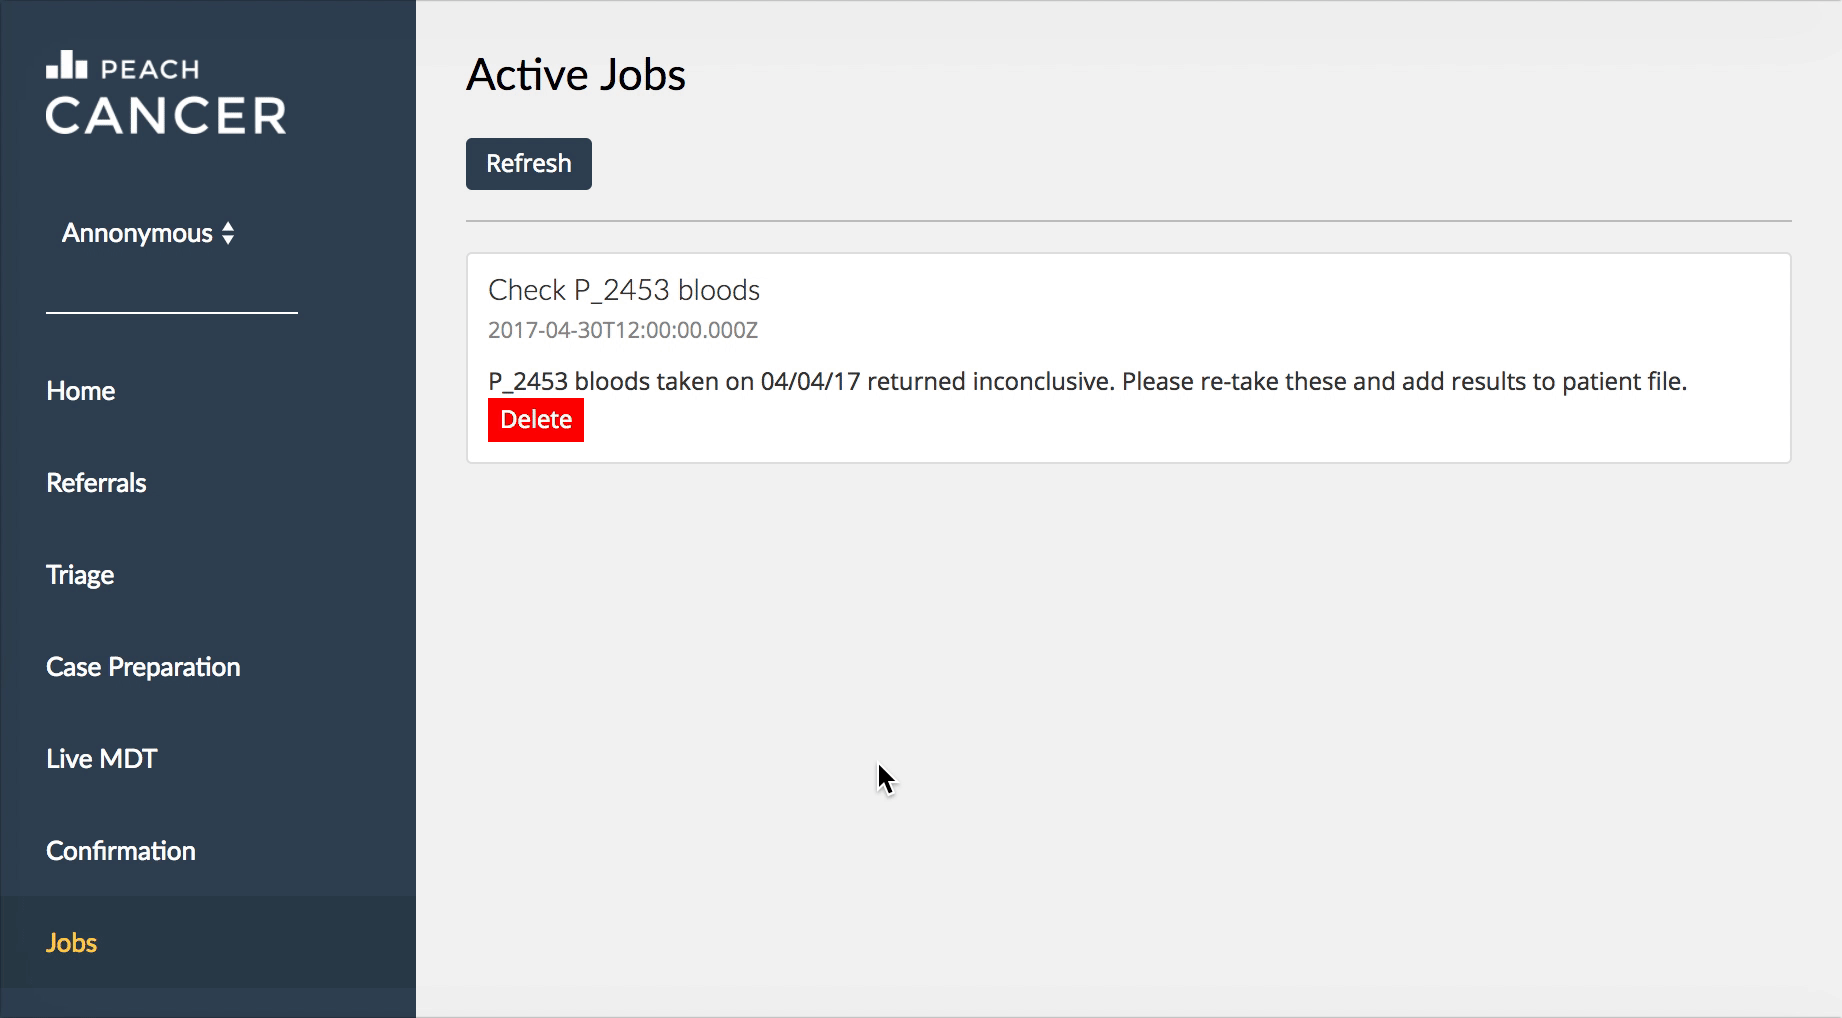 PEACH
CANCER
Annonymous
Home
Referrals
Triage
Case Preparation
Live MDT
Confirmation
Jobs
Active Jobs
Refresh
Check P_2453 bloods
2017-04-30T12:00:00.000Z
P_2453 bloods taken on 04/04/17 returned inconclusive. Please re-take these and add results to patient file.
Delete